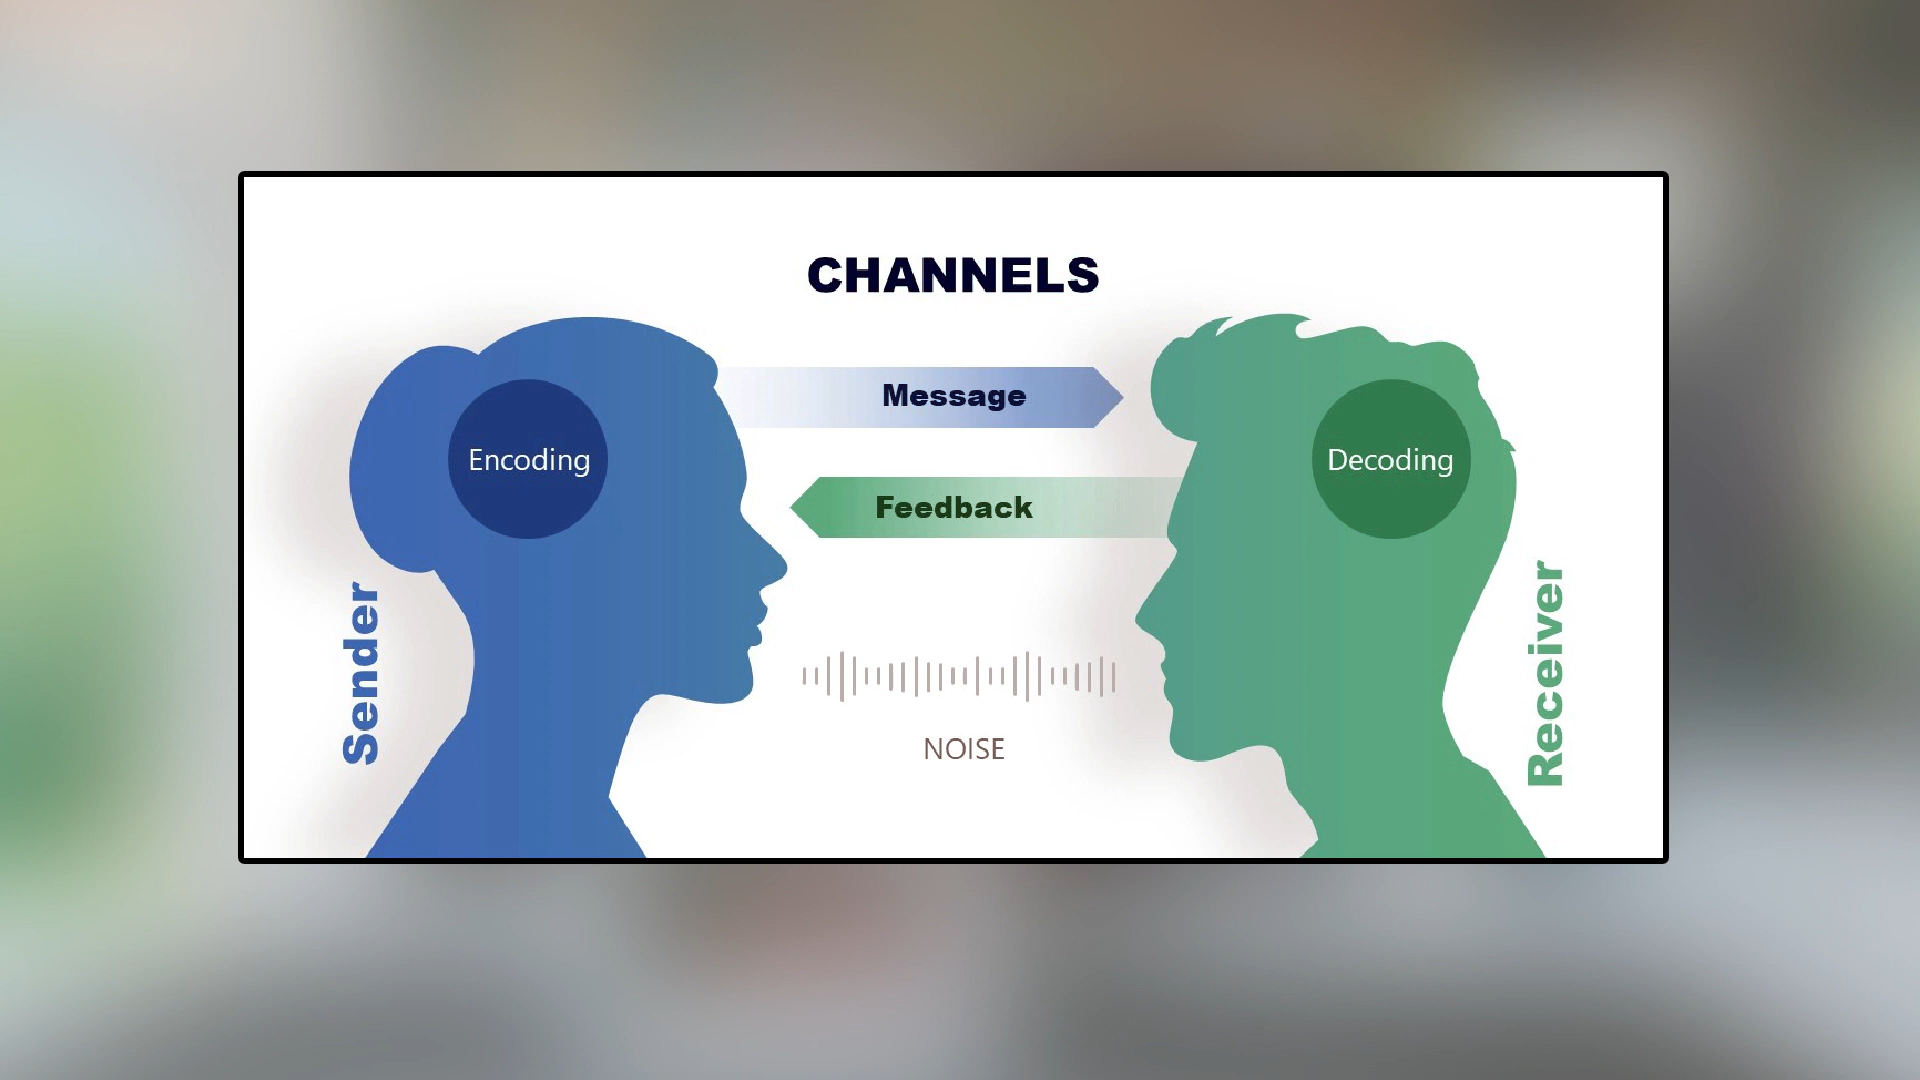 CHANNELS
Message
Encoding
Decoding
Feedback
Sender
Receiver
NOISE